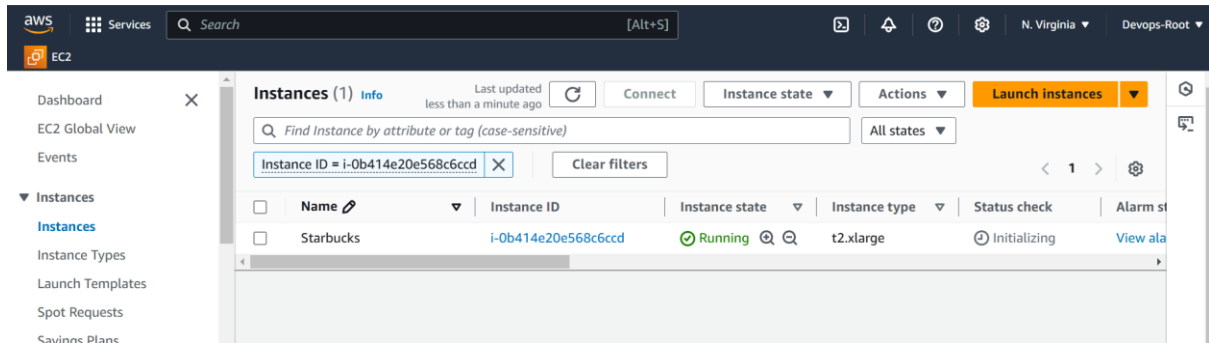 aws Services Search [Alt+S] N. Virginia Devops-Root
EC2
Dashboard
EC2 Global View
Events
Instances
Instances
Instance Types
Launch Templates
Spot Requests
Savings Plans
Instances (1) Info Last updated less than a minute ago Connect Instance state Actions Launch instances
Find Instance by attribute or tag (case-sensitive) All states
Instance ID = i-0b414e20e568c6ccd Clear filters 1
Name Instance ID Instance state Instance type Status check Alarm st
Starbucks i-0b414e20e568c6ccd Running t2.xlarge Initializing View ala